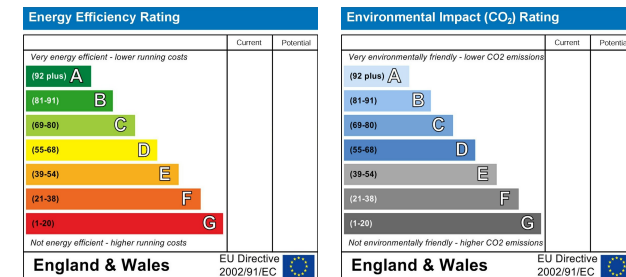 Energy Efficiency Rating
Current Potential
Very energy efficient - lower running costs
(92 plus) A
(81-91) B
(69-80) C
(55-68) D
(39-54) E
(21-38) F
(1-20) G
Not energy efficient - higher running costs
England & Wales
EU Directive
2002/91/EC
Environmental Impact (CO₂) Rating
Current Potential
Very environmentally friendly - lower CO2 emissions
(92 plus) A
(81-91) B
(69-80) C
(55-68) D
(39-54) E
(21-38) F
(1-20) G
Not environmentally friendly - higher CO2 emissions
England & Wales
EU Directive
2002/91/EC